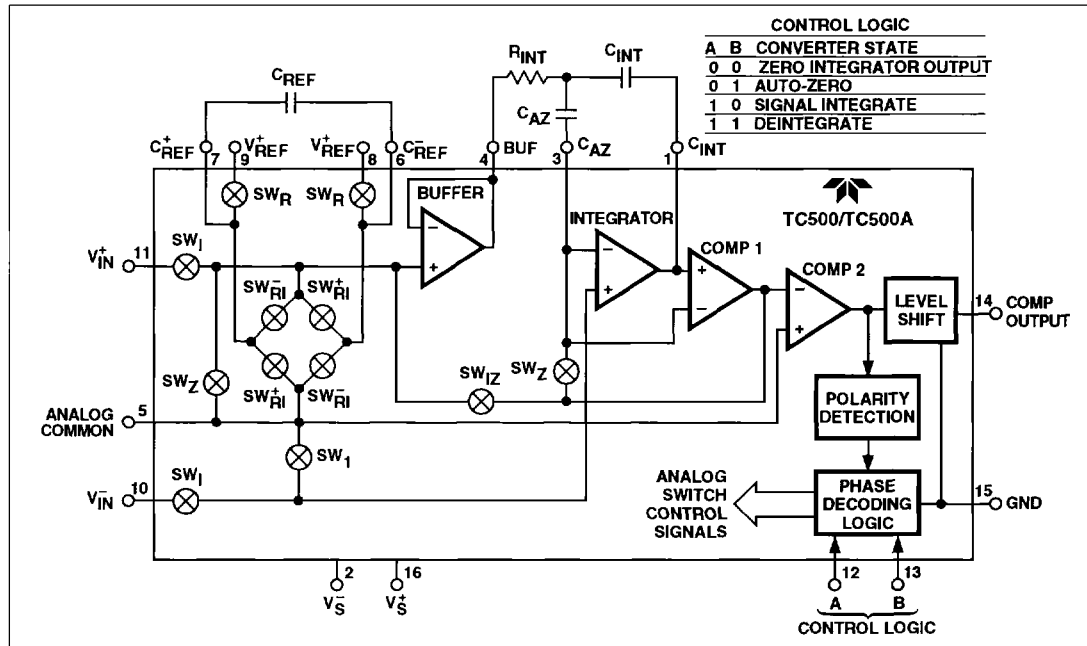 CONTROL LOGIC
A B CONVERTER STATE
0 0 ZERO INTEGRATOR OUTPUT
0 1 AUTO-ZERO
1 0 SIGNAL INTEGRATE
1 1 DEINTEGRATE
RINT
CINT
CREF
CAZ
C+REF
7
V+REF
9
V+REF
8
C-REF
6
4
BUF
3
CAZ
1
CINT
SWR
SWR
BUFFER
INTEGRATOR
TC500/TC500A
V+IN
11
SWI
-
+
-
+
COMP 1
+
-
COMP 2
-
+
LEVEL
SHIFT
14
COMP
OUTPUT
SW-RI
SW+RI
SWZ
SW+RI
SW-RI
SWIZ
SWZ
ANALOG
COMMON
5
POLARITY
DETECTION
SW1
V-IN
10
SWI
ANALOG
SWITCH
CONTROL
SIGNALS
PHASE
DECODING
LOGIC
15
GND
2
V-S
16
V+S
12
A
13
B
CONTROL LOGIC